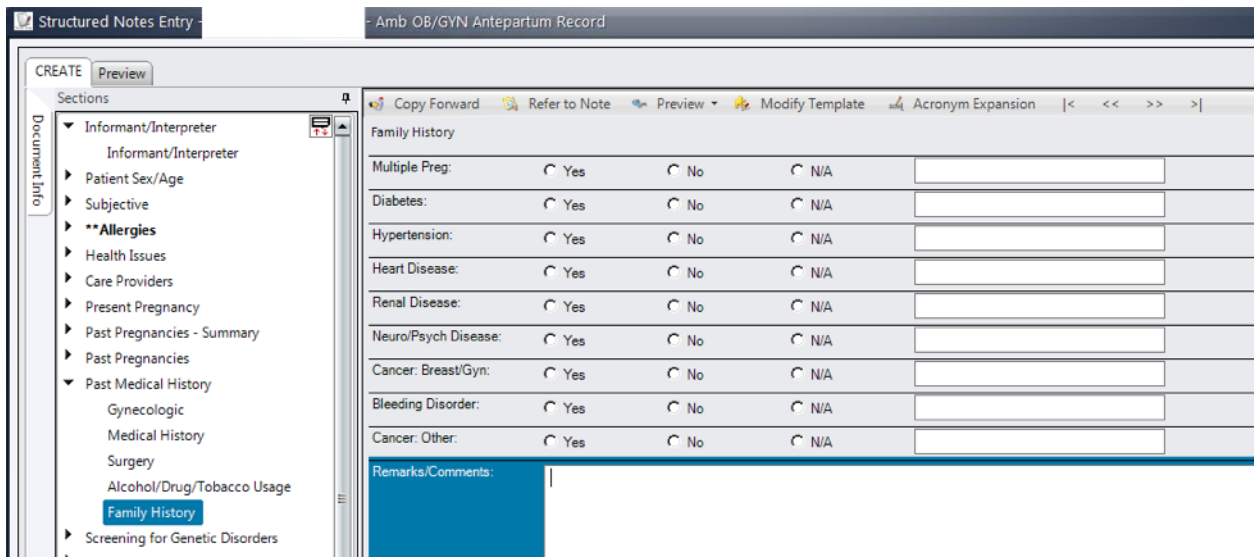 Structured Notes Entry - - Amb OB/GYN Antepartum Record
CREATE Preview
Document Info
Sections
Informant/Interpreter
Informant/Interpreter
Patient Sex/Age
Subjective
**Allergies
Health Issues
Care Providers
Present Pregnancy
Past Pregnancies - Summary
Past Pregnancies
Past Medical History
Gynecologic
Medical History
Surgery
Alcohol/Drug/Tobacco Usage
Family History
Screening for Genetic Disorders
Copy Forward Refer to Note Preview Modify Template Acronym Expansion |< << >> >|
Family History
Multiple Preg: Yes No N/A
Diabetes: Yes No N/A
Hypertension: Yes No N/A
Heart Disease: Yes No N/A
Renal Disease: Yes No N/A
Neuro/Psych Disease: Yes No N/A
Cancer: Breast/Gyn: Yes No N/A
Bleeding Disorder: Yes No N/A
Cancer: Other: Yes No N/A
Remarks/Comments: